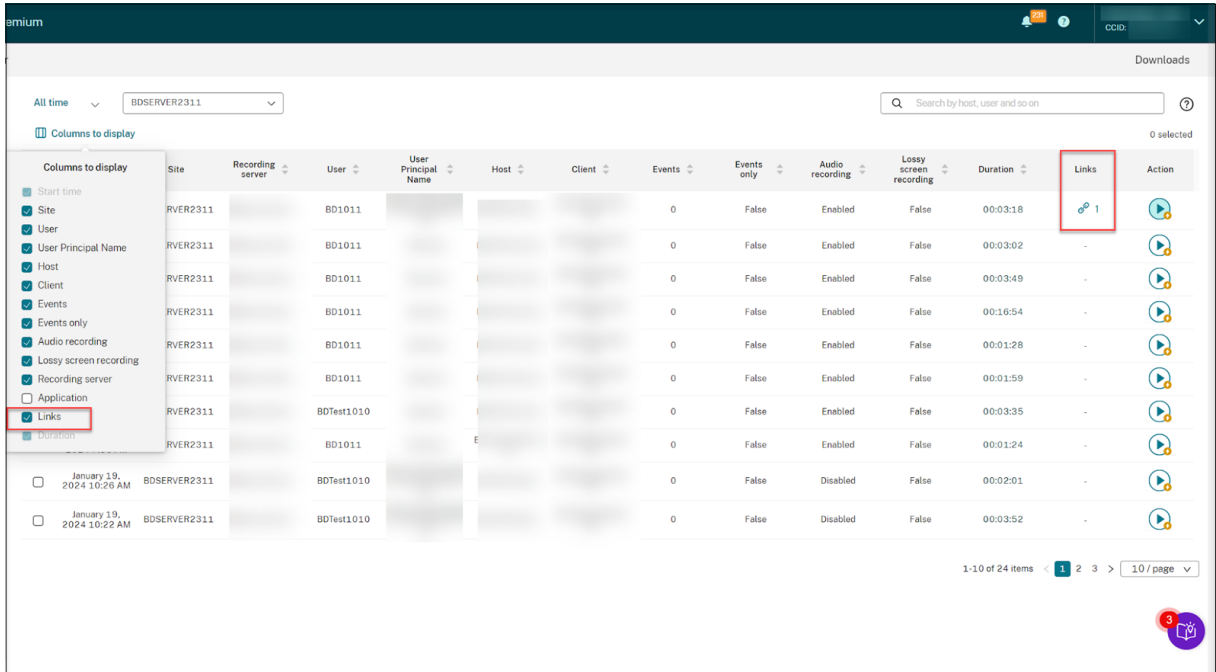 emium
231
?
CCID:
r
Downloads
All time
BDSERVER2311
Search by host, user and so on
?
Columns to display
0 selected
Columns to display
Start time
Site
User
User Principal Name
Host
Client
Events
Events only
Audio recording
Lossy screen recording
Recording server
Application
Links
Duration
Site Recording server User User Principal Name Host Client Events Events only Audio recording Lossy screen recording Duration Links Action
RVER2311 BD1011 0 False Enabled False 00:03:18 1
RVER2311 BD1011 0 False Enabled False 00:03:02 -
RVER2311 BD1011 0 False Enabled False 00:03:49 -
RVER2311 BD1011 0 False Enabled False 00:16:54 -
RVER2311 BD1011 0 False Enabled False 00:01:28 -
RVER2311 BD1011 0 False Enabled False 00:01:59 -
RVER2311 BDTest1010 0 False Enabled False 00:03:35 -
RVER2311 BD1011 0 False Enabled False 00:01:24 -
January 19, 2024 10:26 AM BDSERVER2311 BDTest1010 0 False Disabled False 00:02:01 -
January 19, 2024 10:22 AM BDSERVER2311 BDTest1010 0 False Disabled False 00:03:52 -
1-10 of 24 items < 1 2 3 > 10 / page
3